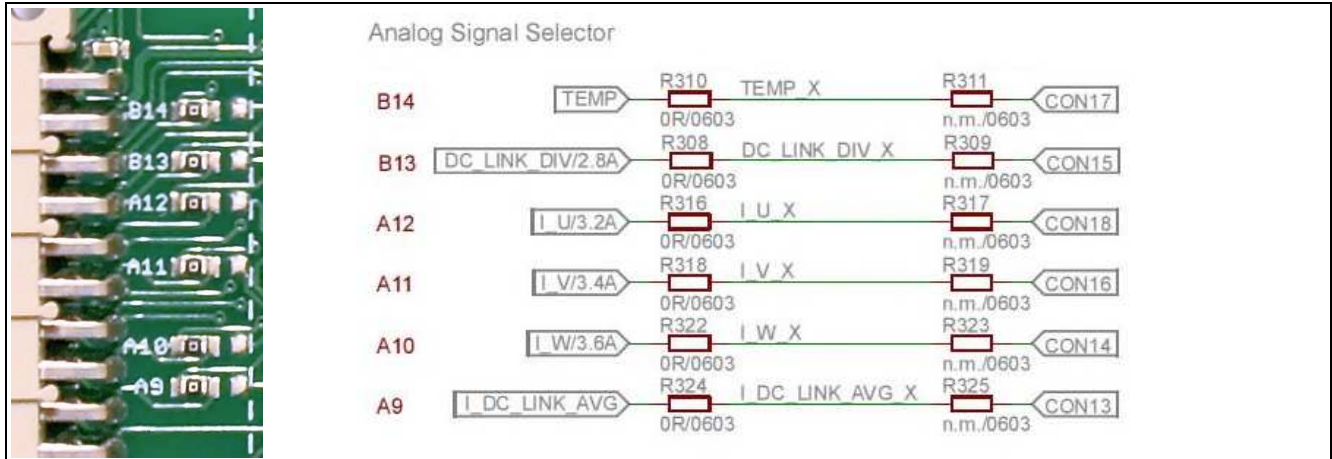 Analog Signal Selector
B14
A12
B13
A11
A10
A9
B14 TEMP R310 0R/0603 TEMP_X R311 n.m./0603 CON17
B13 DC_LINK_DIV/2.8A R308 0R/0603 DC_LINK_DIV_X R309 n.m./0603 CON15
A12 I_U/3.2A R316 0R/0603 I_U_X R317 n.m./0603 CON18
A11 I_V/3.4A R318 0R/0603 I_V_X R319 n.m./0603 CON16
A10 I_W/3.6A R322 0R/0603 I_W_X R323 n.m./0603 CON14
A9 I_DC_LINK_AVG R324 0R/0603 I_DC_LINK_AVG_X R325 n.m./0603 CON13